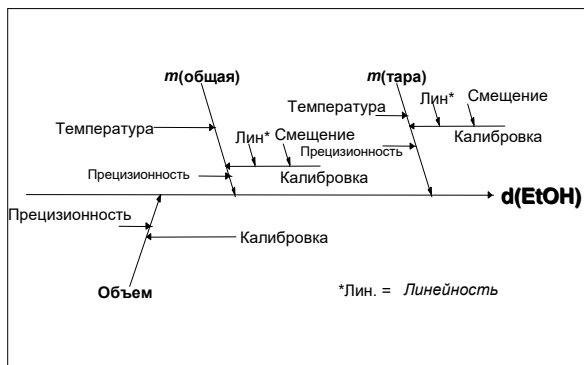 m(общая)
m(тара)
Температура
Лин*
Смещение
Прецизионность
Калибровка
Температура
Лин*
Смещение
Прецизионность
Калибровка
d(EtOH)
Прецизионность
Калибровка
Объем
*Лин. = Линейность